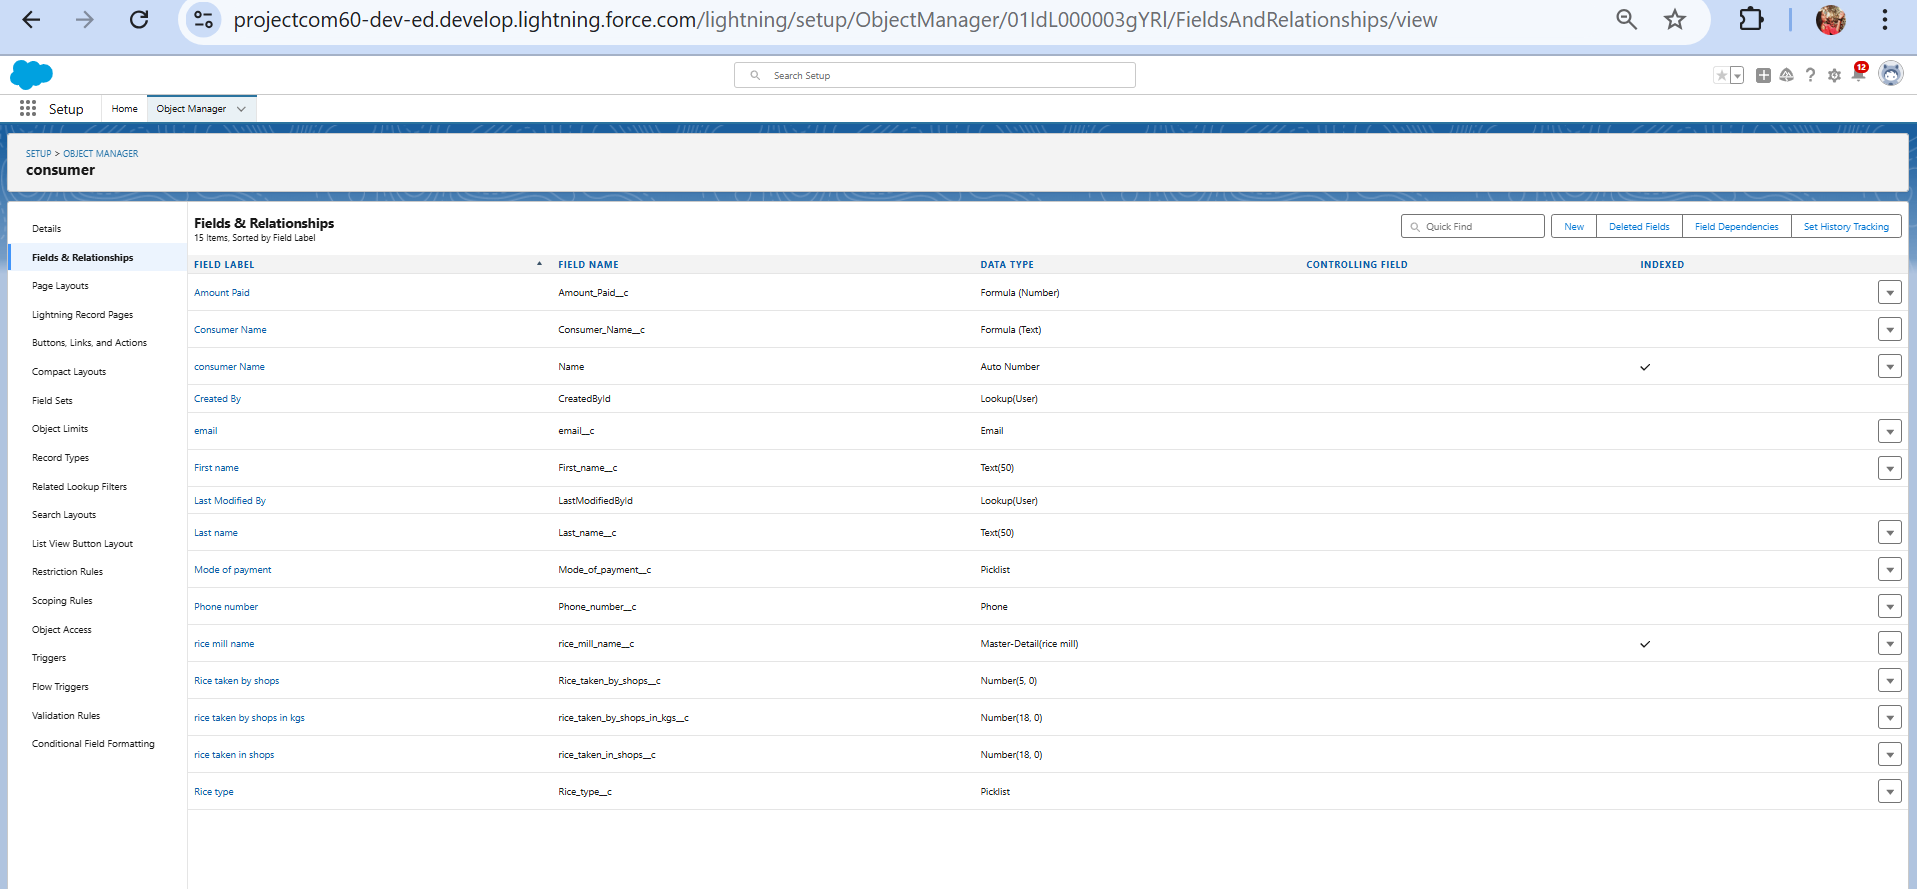 projectcom60-dev-ed.develop.lightning.force.com/lightning/setup/ObjectManager/01IdL000003gYRl/FieldsAndRelationships/view
Search Setup
12
Setup
Home
Object Manager
SETUP > OBJECT MANAGER
consumer
Details
Fields & Relationships
Page Layouts
Lightning Record Pages
Buttons, Links, and Actions
Compact Layouts
Field Sets
Object Limits
Record Types
Related Lookup Filters
Search Layouts
List View Button Layout
Restriction Rules
Scoping Rules
Object Access
Triggers
Flow Triggers
Validation Rules
Conditional Field Formatting
Fields & Relationships
15 Items, Sorted by Field Label
Quick Find
New
Deleted Fields
Field Dependencies
Set History Tracking
FIELD LABEL FIELD NAME DATA TYPE CONTROLLING FIELD INDEXED
Amount Paid Amount_Paid__c Formula (Number)
Consumer Name Consumer_Name__c Formula (Text)
consumer Name Name Auto Number
Created By CreatedById Lookup(User)
email email__c Email
First name First_name__c Text(50)
Last Modified By LastModifiedById Lookup(User)
Last name Last_name__c Text(50)
Mode of payment Mode_of_payment__c Picklist
Phone number Phone_number__c Phone
rice mill name rice_mill_name__c Master-Detail(rice mill)
Rice taken by shops Rice_taken_by_shops__c Number(5, 0)
rice taken by shops in kgs rice_taken_by_shops_in_kgs__c Number(18, 0)
rice taken in shops rice_taken_in_shops__c Number(18, 0)
Rice type Rice_type__c Picklist